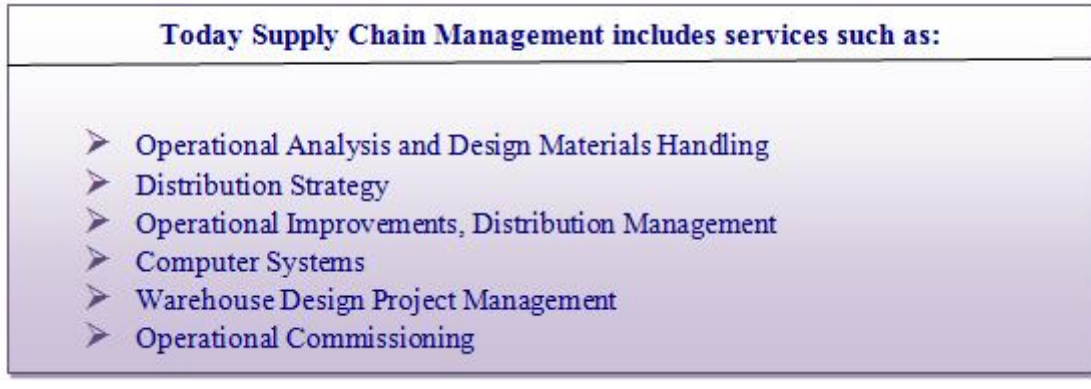 Today Supply Chain Management includes services such as:
Operational Analysis and Design Materials Handling
Distribution Strategy
Operational Improvements, Distribution Management
Computer Systems
Warehouse Design Project Management
Operational Commissioning